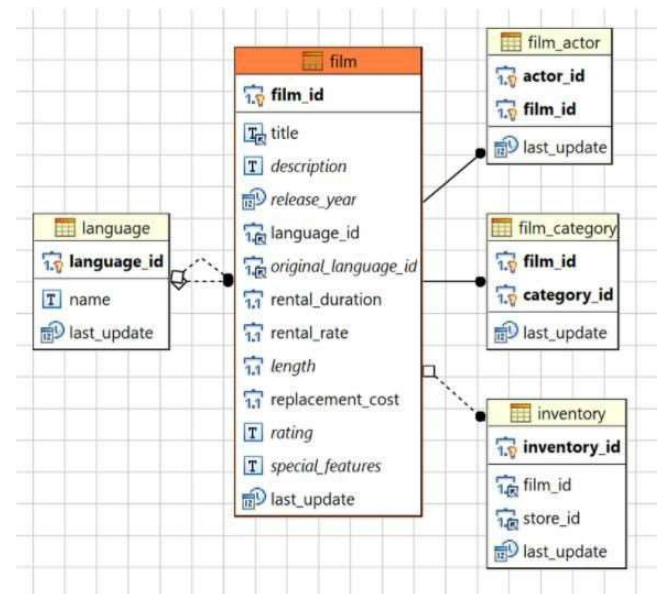 language
language_id
name
last_update
film
film_id
title
description
release_year
language_id
original_language_id
rental_duration
rental_rate
length
replacement_cost
rating
special_features
last_update
film_actor
actor_id
film_id
last_update
film_category
film_id
category_id
last_update
inventory
inventory_id
film_id
store_id
last_update